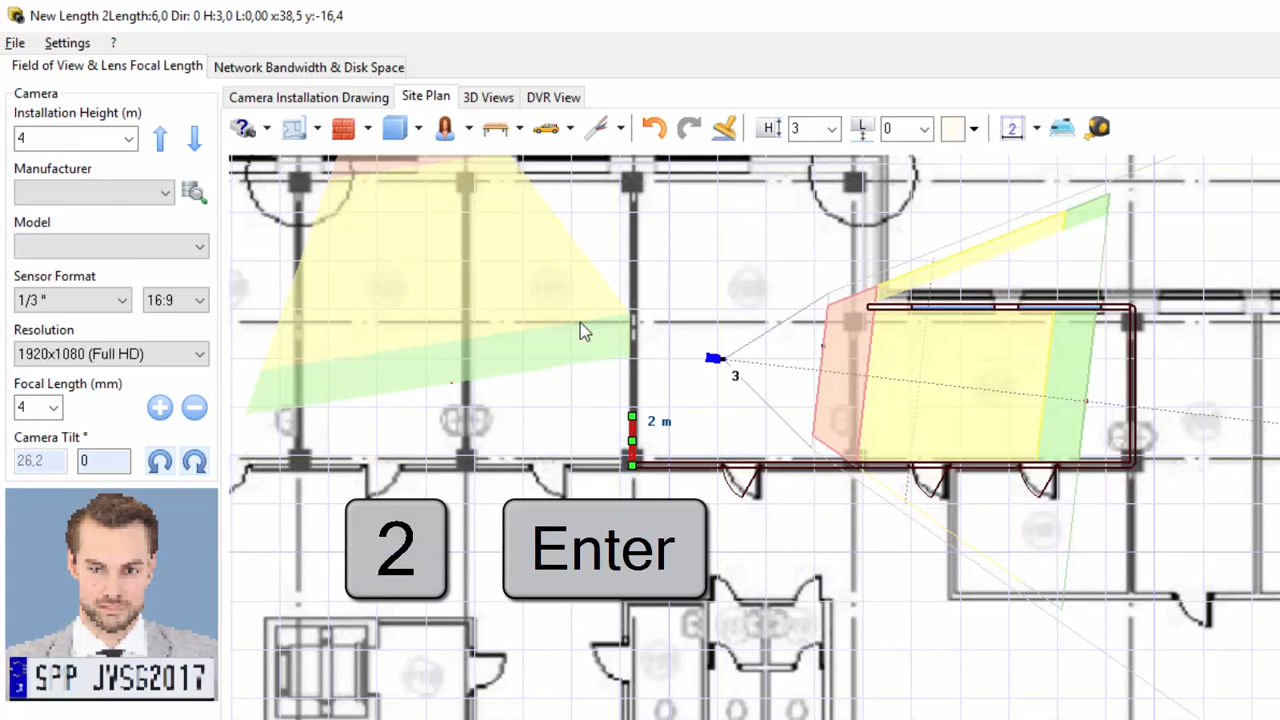 New Length 2Length:6,0 Dir: 0 H:3,0 L:0,00 x:38,5 y:-16,4
File Settings ?
Field of View & Lens Focal Length Network Bandwidth & Disk Space
Camera
Installation Height (m)
4
Manufacturer
Model
Sensor Format
1/3 " 16:9
Resolution
1920x1080 (Full HD)
Focal Length (mm)
4
Camera Tilt °
26,2 0
SPP JVSG2017
Camera Installation Drawing Site Plan 3D Views DVR View
H 3 L 0 2
3
2 m
2 Enter